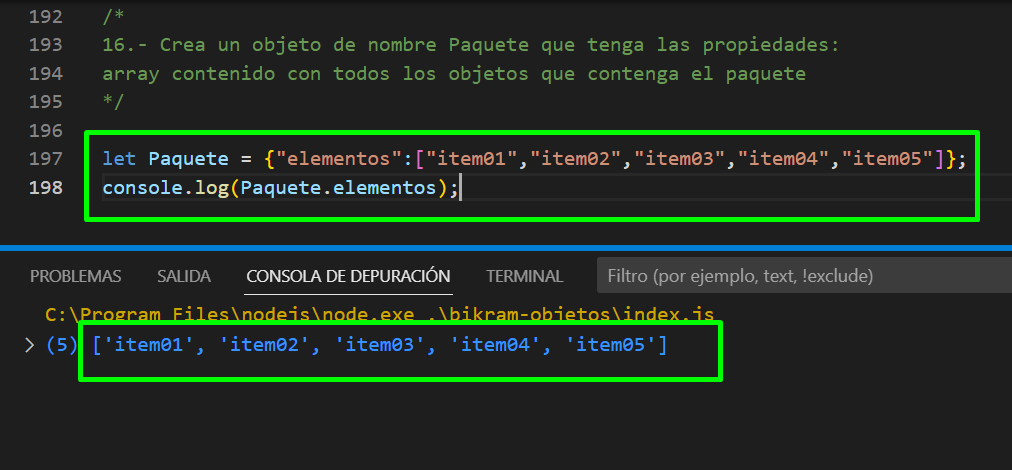 192 /*
193 16.- Crea un objeto de nombre Paquete que tenga las propiedades:
194 array contenido con todos los objetos que contenga el paquete
195 */
196
197 let Paquete = {"elementos":["item01","item02","item03","item04","item05"]};
198 console.log(Paquete.elementos);
PROBLEMAS SALIDA CONSOLA DE DEPURACIÓN TERMINAL Filtro (por ejemplo, text, !exclude)
C:\Program Files\nodejs\node.exe .\bikram-objetos\index.js
> (5) ['item01', 'item02', 'item03', 'item04', 'item05']